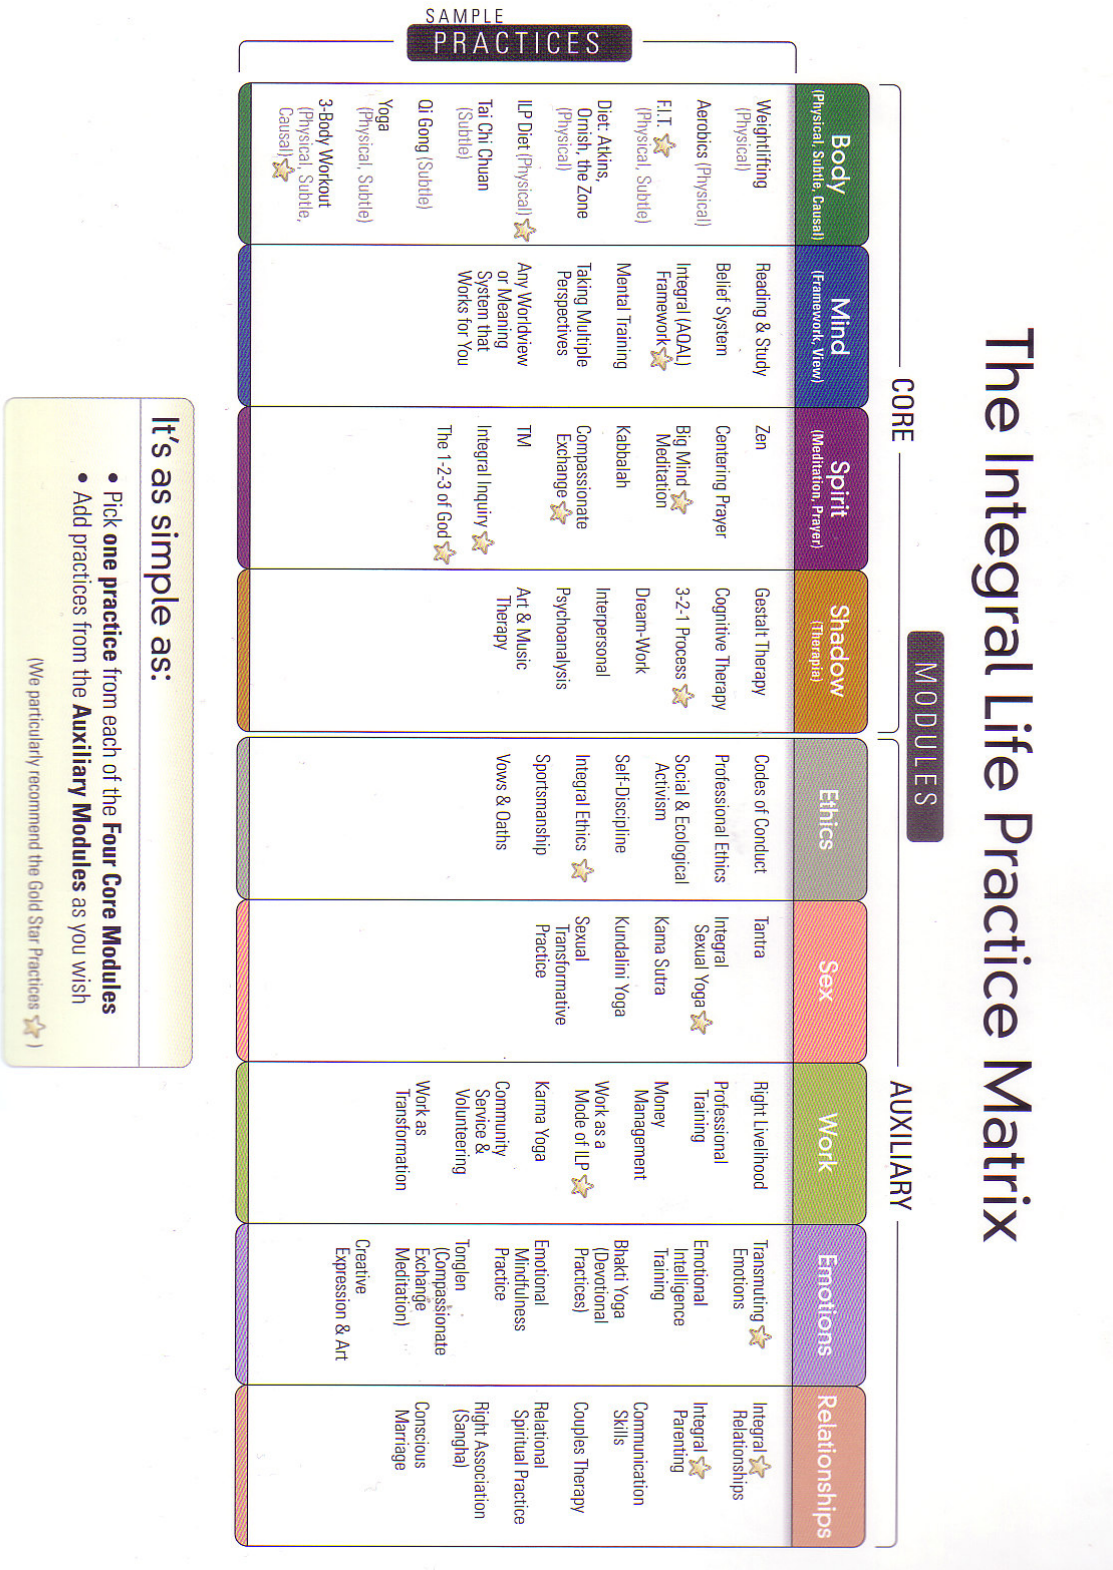 The Integral Life Practice Matrix
MODULES
CORE
AUXILIARY
Body
(Physical, Subtle, Causal)
Mind
(Framework, View)
Spirit
(Meditation, Prayer)
Shadow
(Therapia)
Ethics
Sex
Work
Emotions
Relationships
SAMPLE
PRACTICES
Weightlifting
(Physical)
Aerobics (Physical)
F.I.T.
(Physical, Subtle)
Diet: Atkins,
Ornish, the Zone
(Physical)
ILP Diet (Physical)
Tai Chi Chuan
(Subtle)
Qi Gong (Subtle)
Yoga
(Physical, Subtle)
3-Body Workout
(Physical, Subtle,
Causal)
Reading & Study
Belief System
Integral (AQAL)
Framework
Mental Training
Taking Multiple
Perspectives
Any Worldview
or Meaning
System that
Works for You
Zen
Centering Prayer
Big Mind
Meditation
Kabbalah
Compassionate
Exchange
TM
Integral Inquiry
The 1-2-3 of God
Gestalt Therapy
Cognitive Therapy
3-2-1 Process
Dream-Work
Interpersonal
Psychoanalysis
Art & Music
Therapy
Codes of Conduct
Professional Ethics
Social & Ecological
Activism
Self-Discipline
Integral Ethics
Sportsmanship
Vows & Oaths
Tantra
Integral
Sexual Yoga
Kama Sutra
Kundalini Yoga
Sexual
Transformative
Practice
Right Livelihood
Professional
Training
Money
Management
Work as a
Mode of ILP
Karma Yoga
Community
Service &
Volunteering
Work as
Transformation
Transmuting
Emotions
Emotional
Intelligence
Training
Bhakti Yoga
(Devotional
Practices)
Emotional
Mindfulness
Practice
Tonglen
(Compassionate
Exchange
Meditation)
Creative
Expression & Art
Integral
Relationships
Integral
Parenting
Communication
Skills
Couples Therapy
Relational
Spiritual Practice
Right Association
(Sangha)
Conscious
Marriage
It's as simple as:
• Pick one practice from each of the Four Core Modules
• Add practices from the Auxiliary Modules as you wish
(We particularly recommend the Gold Star Practices )